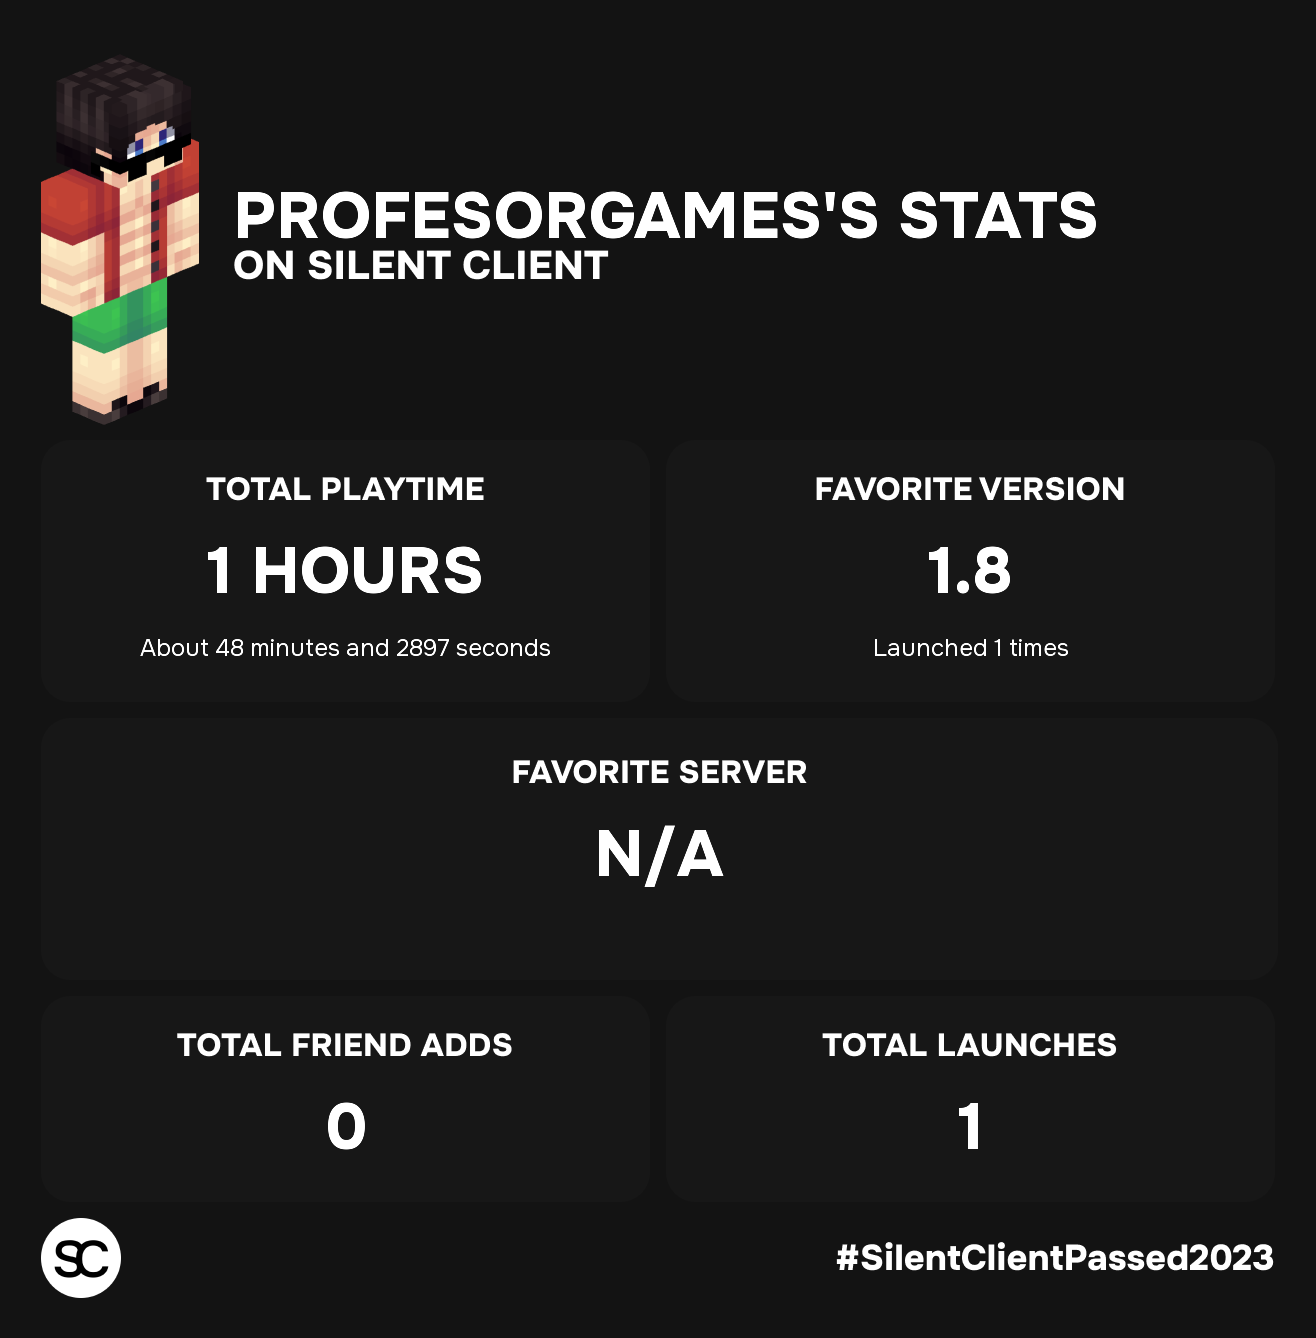 PROFESORGAMES'S STATS
ON SILENT CLIENT
TOTAL PLAYTIME
1 HOURS
About 48 minutes and 2897 seconds
FAVORITE VERSION
1.8
Launched 1 times
FAVORITE SERVER
N/A
TOTAL FRIEND ADDS
0
TOTAL LAUNCHES
1
SC
#SilentClientPassed2023